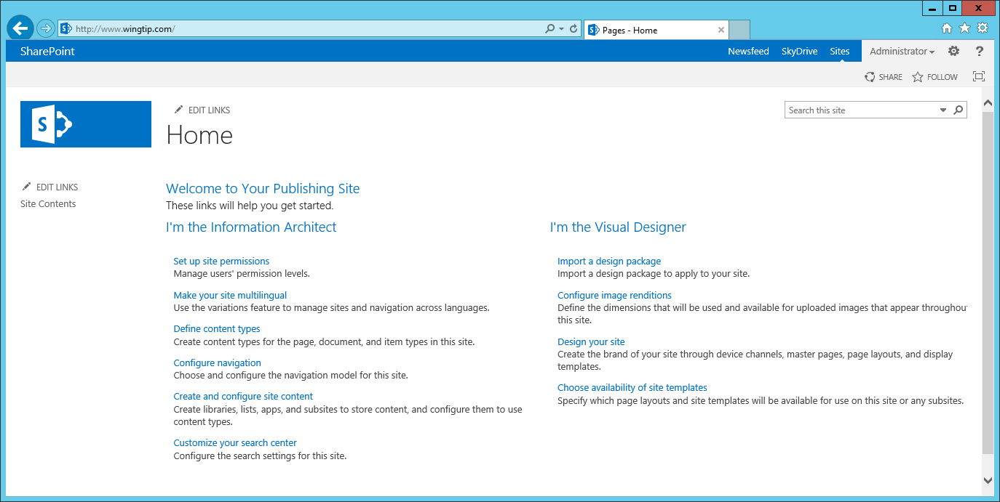 http://www.wingtip.com/
Pages - Home
SharePoint
Newsfeed
SkyDrive
Sites
Administrator
?
SHARE
FOLLOW
S
EDIT LINKS
Search this site
Home
EDIT LINKS
Site Contents
Welcome to Your Publishing Site
These links will help you get started.
I'm the Information Architect
Set up site permissions
Manage users' permission levels.
Make your site multilingual
Use the variations feature to manage sites and navigation across languages.
Define content types
Create content types for the page, document, and item types in this site.
Configure navigation
Choose and configure the navigation model for this site.
Create and configure site content
Create libraries, lists, apps, and subsites to store content, and configure them to use
content types.
Customize your search center
Configure the search settings for this site.
I'm the Visual Designer
Import a design package
Import a design package to apply to your site.
Configure image renditions
Define the dimensions that will be used and available for uploaded images that appear throughou
this site.
Design your site
Create the brand of your site through device channels, master pages, page layouts, and display
templates.
Choose availability of site templates
Specify which page layouts and site templates will be available for use on this site or any subsites.